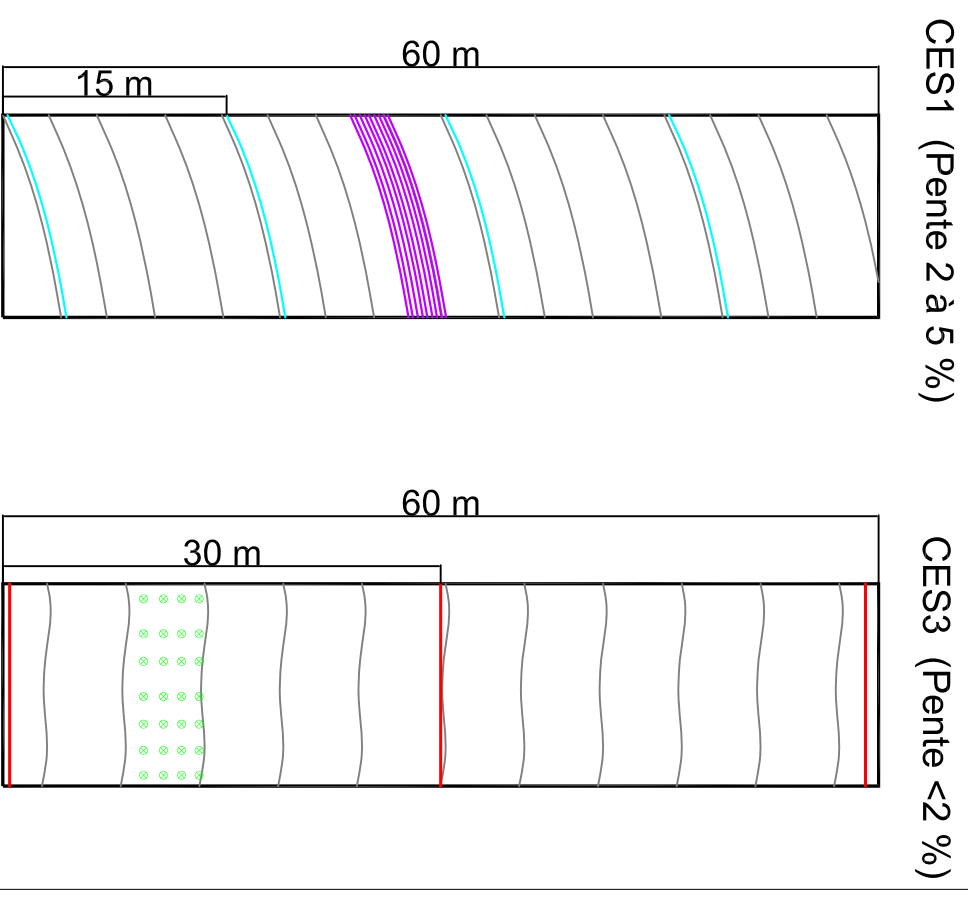 60 m
15 m
CES1 (Pente 2 à 5 %)
60 m
30 m
CES3 (Pente <2 %)